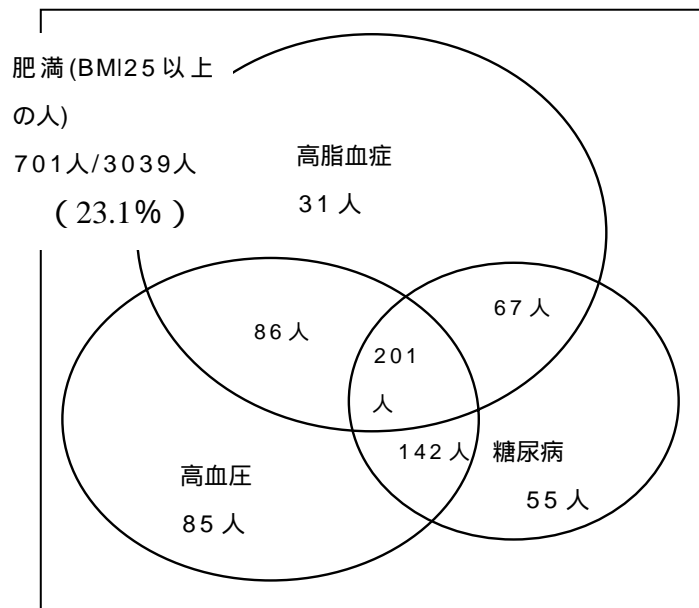 肥満(BMI25以上
の人)
701人/3039人
(23.1%)
高脂血症
31人
67人
86人
201
人
142人
糖尿病
高血圧
55人
85人